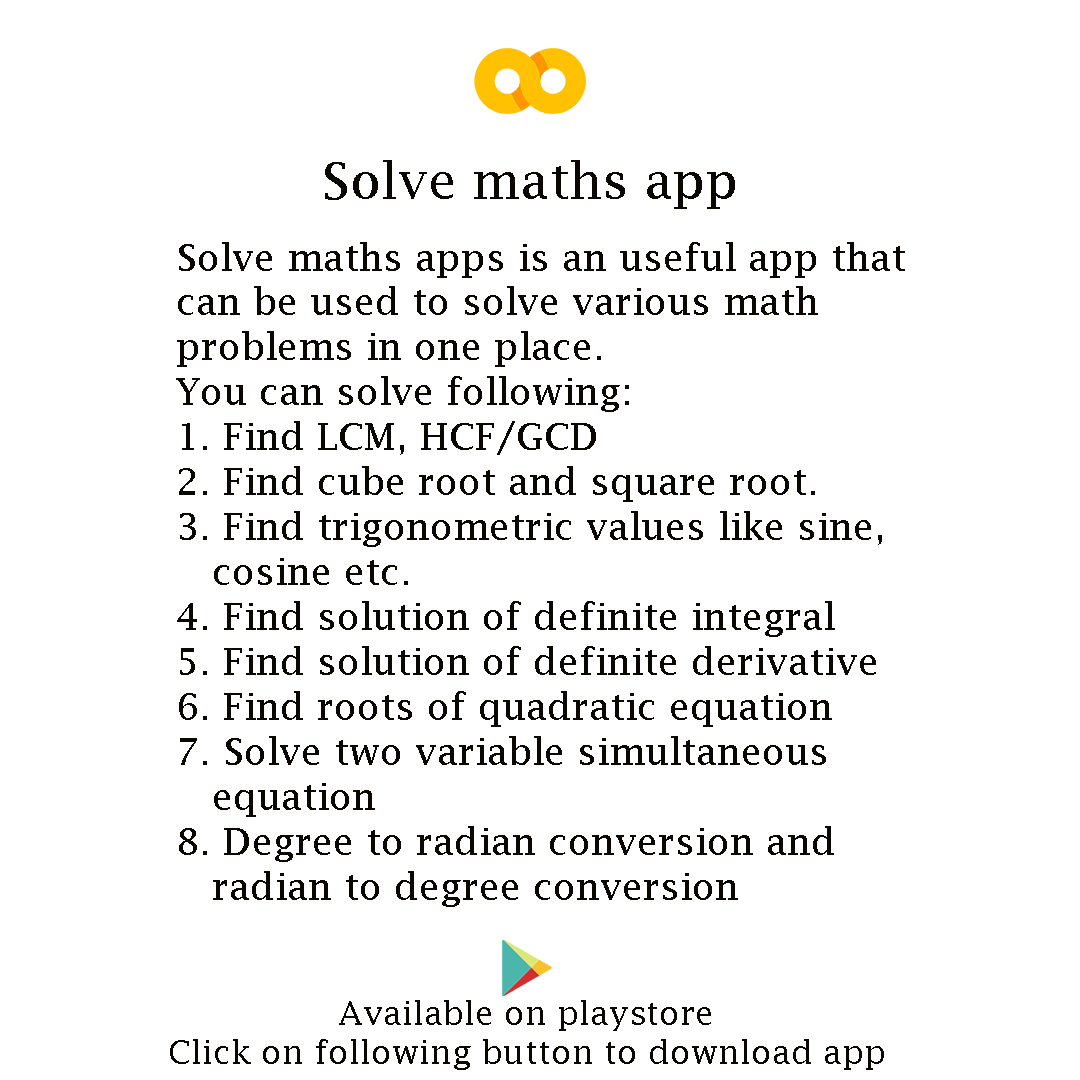 Solve maths app
Solve maths apps is an useful app that
can be used to solve various math
problems in one place.
You can solve following:
1. Find LCM, HCF/GCD
2. Find cube root and square root.
3. Find trigonometric values like sine,
cosine etc.
4. Find solution of definite integral
5. Find solution of definite derivative
6. Find roots of quadratic equation
7. Solve two variable simultaneous
equation
8. Degree to radian conversion and
radian to degree conversion
Available on playstore
Click on following button to download app